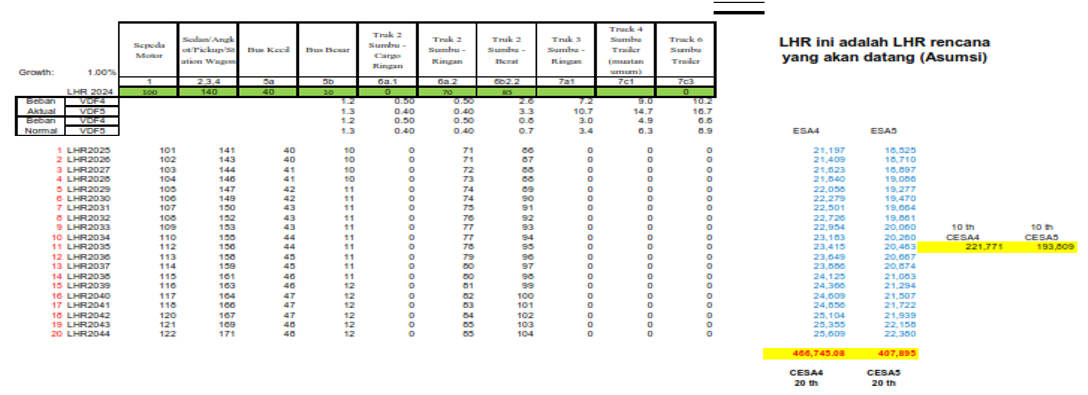 Sepeda Motor	Sedan/Angkot/Pickup/Station Wagon	Bus Kecil	Bus Besar	Truk 2 Sumbu - Cargo Ringan	Truk 2 Sumbu - Ringan	Truk 2 Sumbu - Berat	Truk 3 Sumbu - Ringan	Truck 4 Sumbu Trailer (muatan umum)	Truck 6 Sumbu Trailer
LHR ini adalah LHR rencana
yang akan datang (Asumsi)
Growth: 1.00%
1	2,3,4	5a	5b	6a.1	6a.2	6b2.2	7a1	7c1	7c3
LHR 2024	100	140	40	10	0	70	85	0
Beban	VDF4	1.2	0.50	0.50	2.6	7.2	9.0	10.2
Aktual	VDF5	1.3	0.40	0.40	3.3	10.7	14.7	16.7
Beban	VDF4	1.2	0.50	0.50	0.8	3.0	4.9	6.6
Normal	VDF5	1.3	0.40	0.40	0.7	3.4	6.3	8.9	ESA4	ESA5
1	LHR2025	101	141	40	10	0	71	86	0	0	0	21,197	18,525
2	LHR2026	102	143	40	10	0	71	87	0	0	0	21,409	18,710
3	LHR2027	103	144	41	10	0	72	88	0	0	0	21,623	18,897
4	LHR2028	104	146	41	10	0	73	88	0	0	0	21,840	19,086
5	LHR2029	105	147	42	11	0	74	89	0	0	0	22,058	19,277
6	LHR2030	106	149	42	11	0	74	90	0	0	0	22,279	19,470
7	LHR2031	107	150	43	11	0	75	91	0	0	0	22,501	19,664
8	LHR2032	108	152	43	11	0	76	92	0	0	0	22,726	19,861
9	LHR2033	109	153	43	11	0	77	93	0	0	0	22,954	20,060	10 th	10 th
10	LHR2034	110	155	44	11	0	77	94	0	0	0	23,183	20,260	CESA4	CESA5
11	LHR2035	112	156	44	11	0	78	95	0	0	0	23,415	20,463	221,771	193,809
12	LHR2036	113	158	45	11	0	79	96	0	0	0	23,649	20,667
13	LHR2037	114	159	45	11	0	80	97	0	0	0	23,886	20,874
14	LHR2038	115	161	46	11	0	80	98	0	0	0	24,125	21,083
15	LHR2039	116	163	46	12	0	81	99	0	0	0	24,366	21,294
16	LHR2040	117	164	47	12	0	82	100	0	0	0	24,609	21,507
17	LHR2041	118	166	47	12	0	83	101	0	0	0	24,856	21,722
18	LHR2042	120	167	47	12	0	84	102	0	0	0	25,104	21,939
19	LHR2043	121	169	48	12	0	85	103	0	0	0	25,355	22,158
20	LHR2044	122	171	48	12	0	85	104	0	0	0	25,609	22,380
466,745.08	407,895
CESA4	CESA5
20 th	20 th